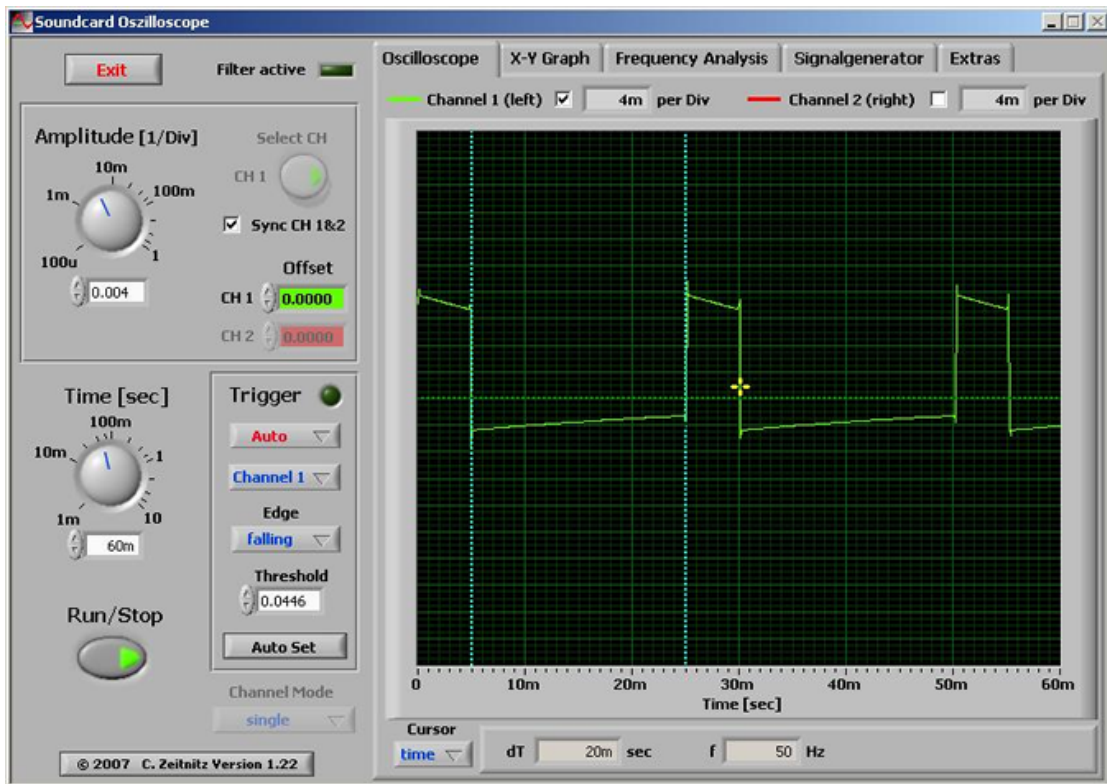 Soundcard Oszilloscope
Exit
Filter active
Amplitude [1/Div]
10m
1m
100m
100u
1
0.004
Select CH
CH 1
Sync CH 1&2
Offset
CH 1 0.0000
CH 2 0.0000
Time [sec]
100m
10m
1
1m
10
60m
Run/Stop
Trigger
Auto
Channel 1
Edge
falling
Threshold
0.0446
Auto Set
Channel Mode
single
© 2007 C. Zeitnitz Version 1.22
Oscilloscope X-Y Graph Frequency Analysis Signalgenerator Extras
Channel 1 (left) 4m per Div Channel 2 (right) 4m per Div
0 10m 20m 30m 40m 50m 60m
Time [sec]
Cursor
time
dT 20m sec f 50 Hz